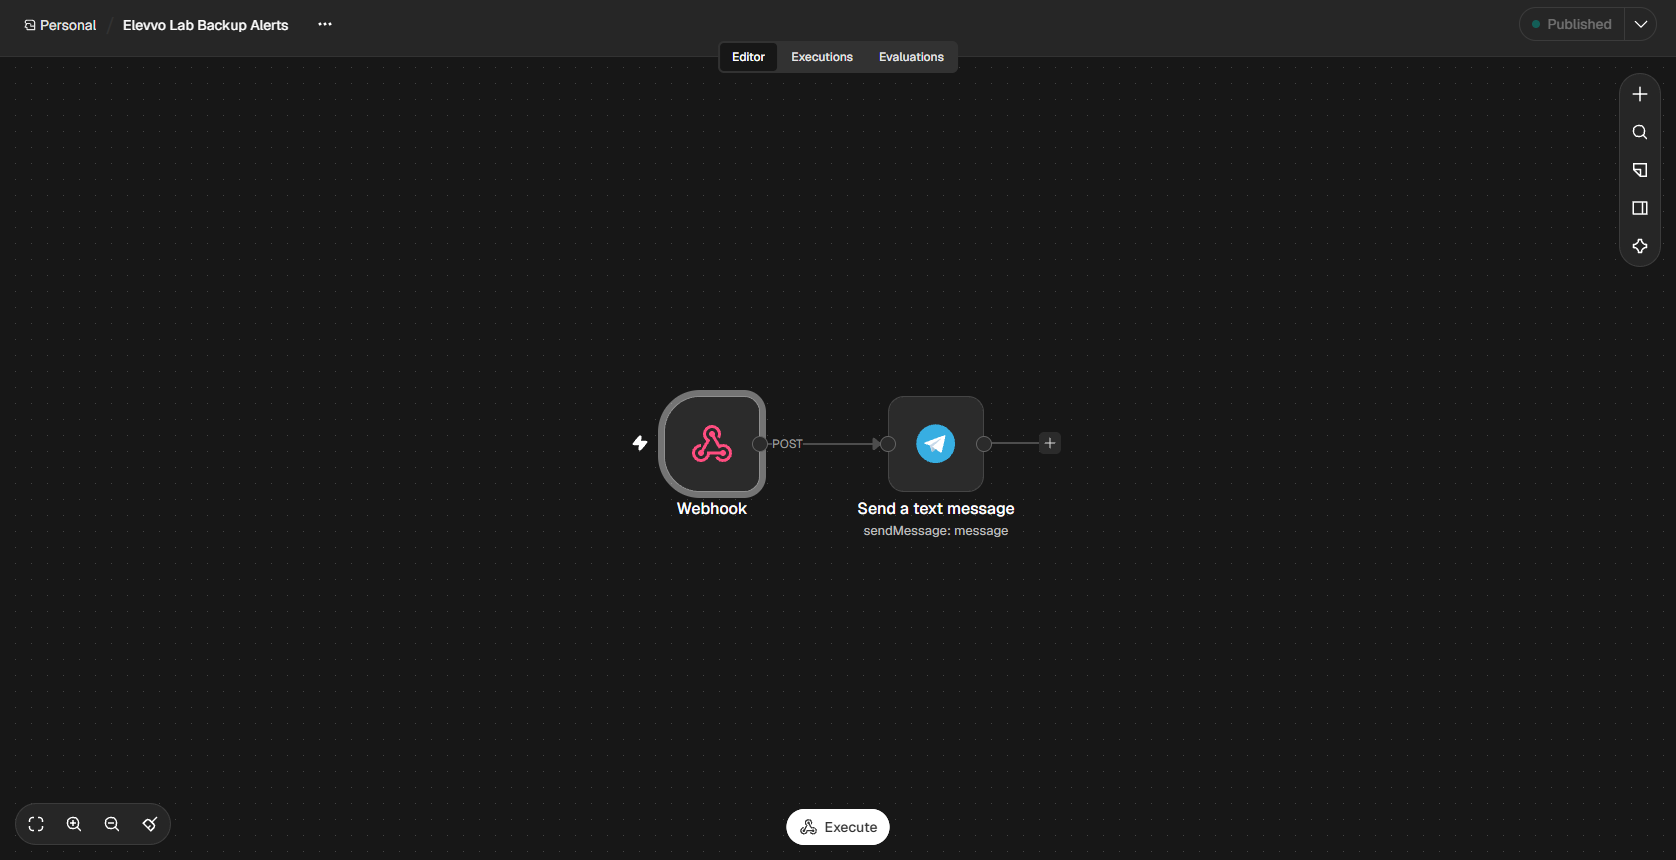 Personal / Elevvo Lab Backup Alerts ...
Published
Editor Executions Evaluations
POST
Webhook
Send a text message
sendMessage: message
Execute